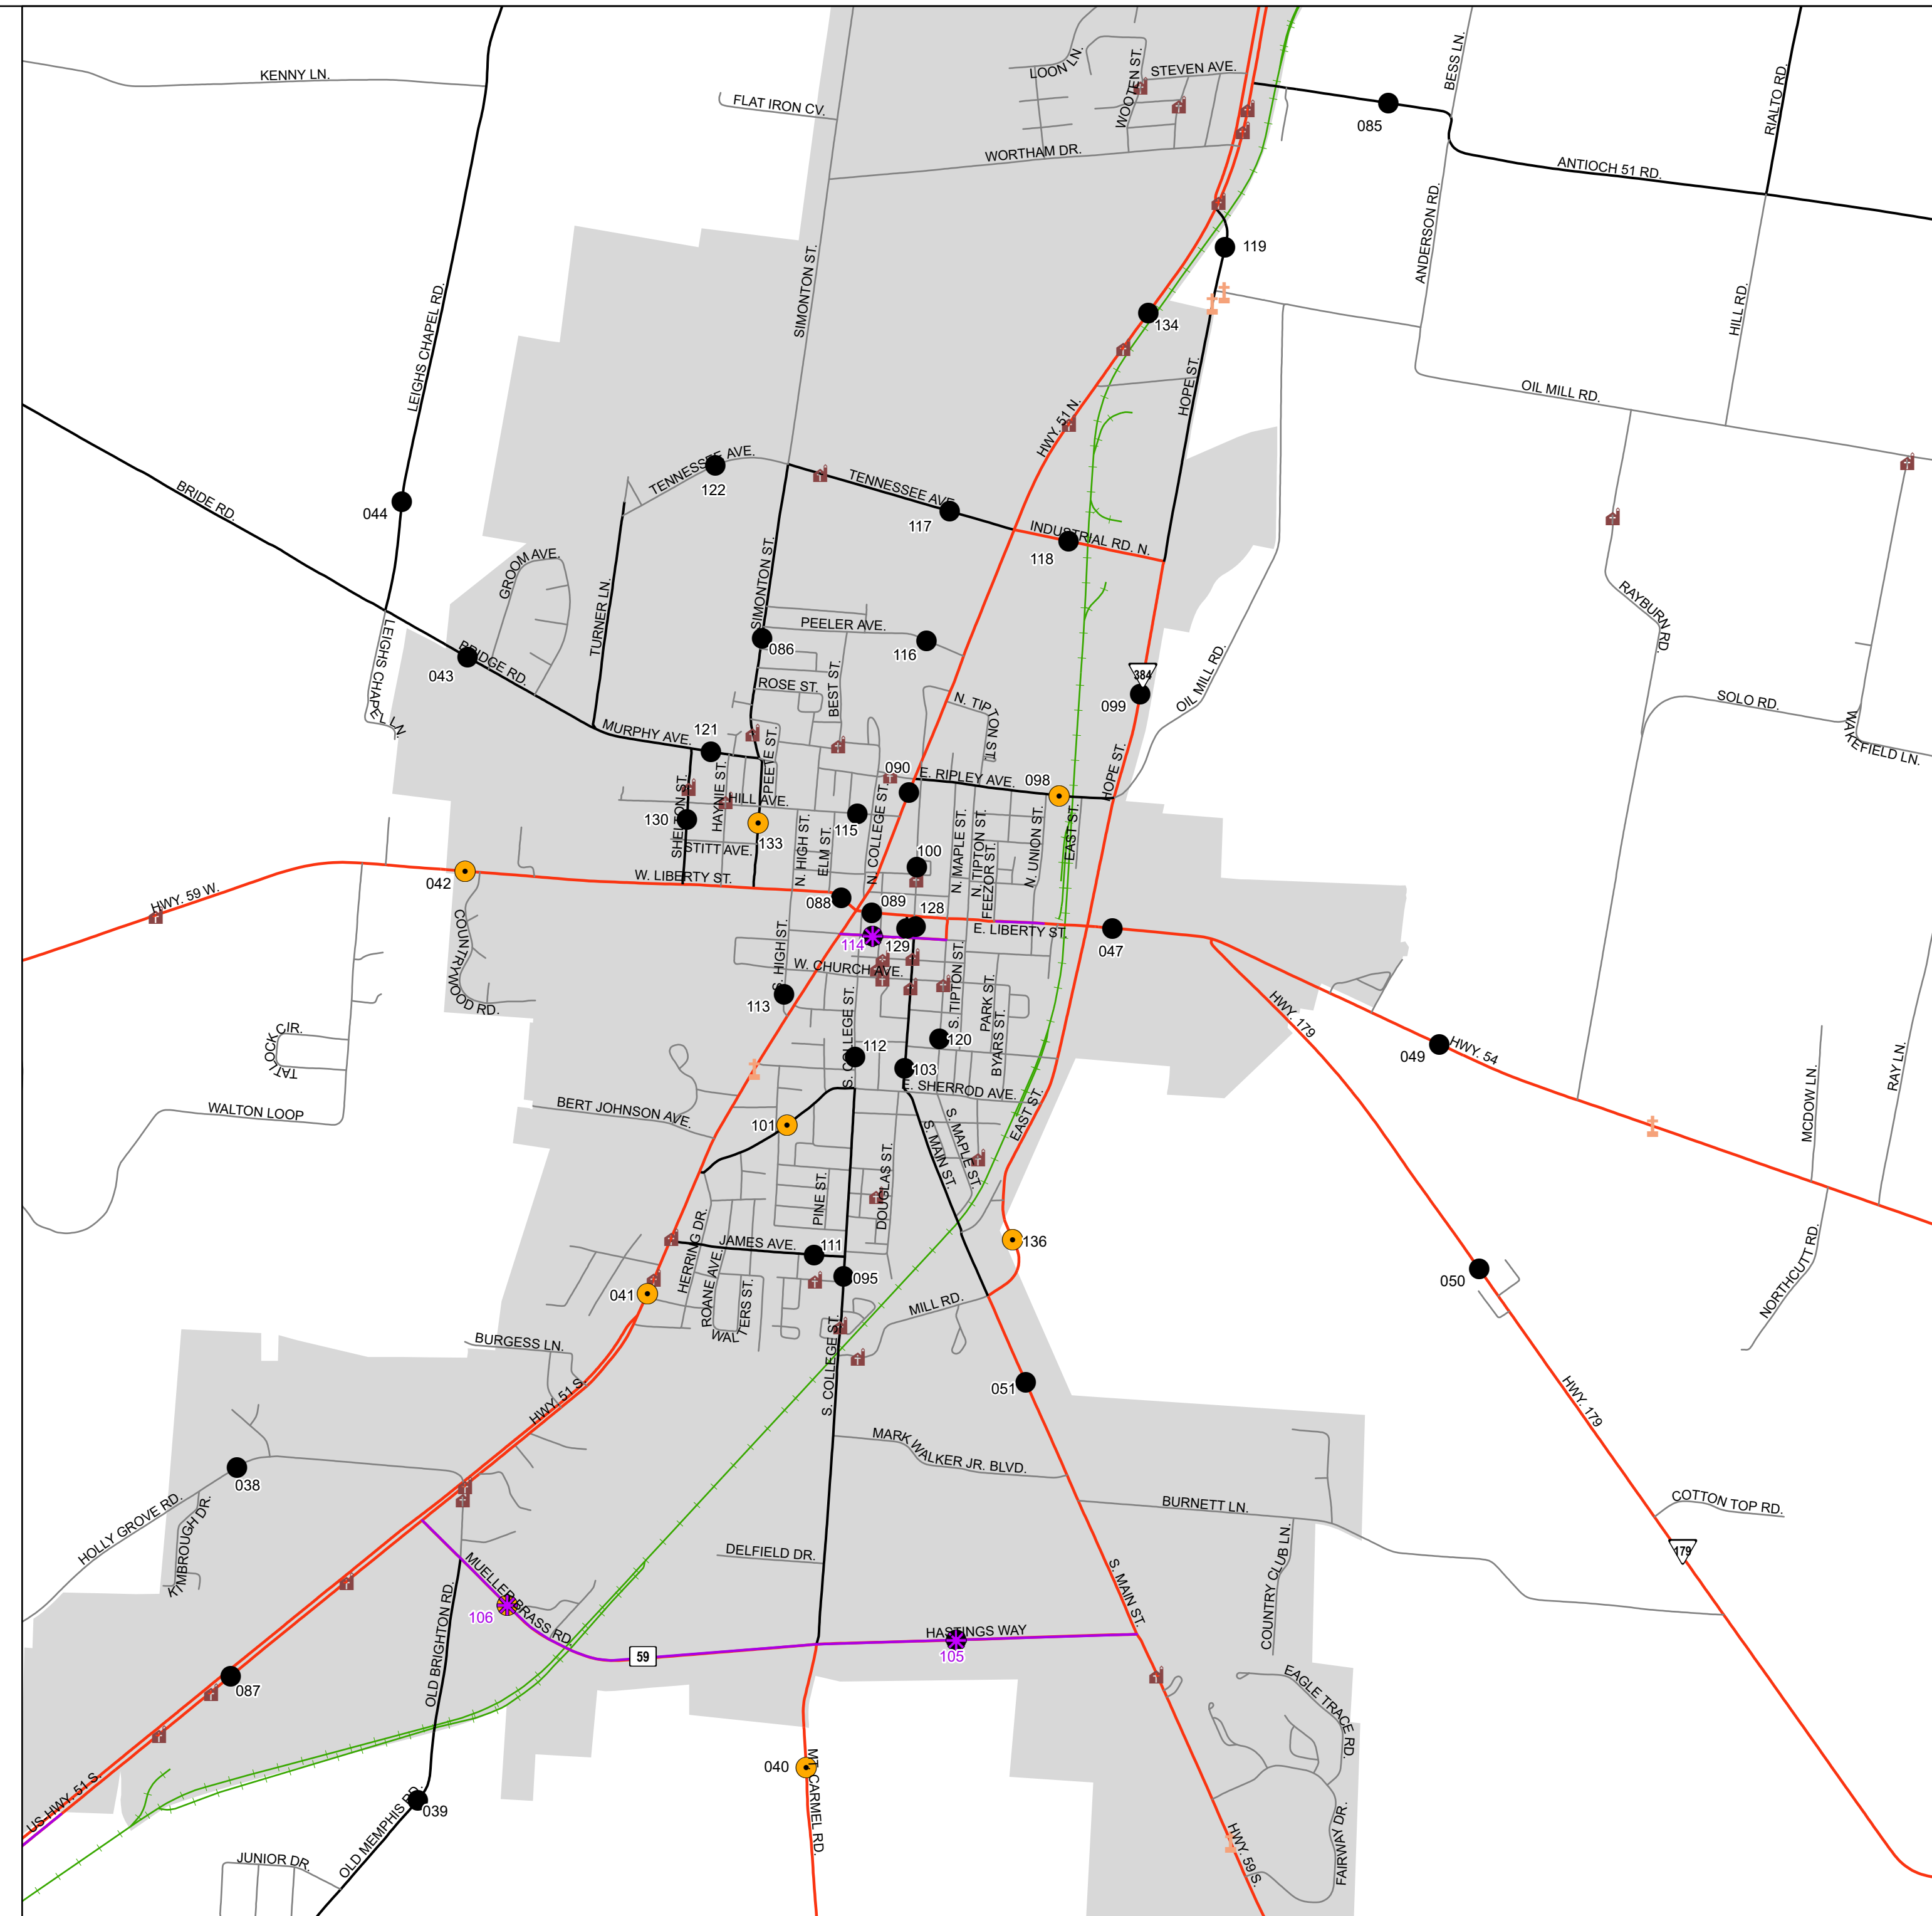 KENNY LN.
LOON LN.
WOOTEN ST.
STEVEN AVE.
BESS LN.
RIALTO RD.
FLAT IRON CV.
085
WORTHAM DR.
ANTIOCH 51 RD.
ANDERSON RD.
119
SIMONTON ST.
HILL RD.
LEIGHS CHAPEL RD.
134
HOPE ST.
OIL MILL RD.
HWY. 51 N.
TENNESSEE AVE.
122
TENNESSEE AVE.
BRIDE RD.
044
117
INDUSTRIAL RD. N.
118
GROOM AVE.
SIMONTON ST.
TURNER LN.
RAYBURN RD.
LEIGHS CHAPEL LN.
PEELER AVE.
086
116
BRIDGE RD.
043
384
ROSE ST.
BEST ST.
N. TIPTON ST.
099
OIL MILL RD.
SOLO RD.
WAKEFIELD LN.
MURPHY AVE.
121
PEETE ST.
HOPE ST.
090
E. RIPLEY AVE.
098
SHELTON ST.
HAYNIE ST.
HILL AVE.
130
115
133
STITT AVE.
N. HIGH ST.
ELM ST.
N. COLLEGE ST.
100
N. MAPLE ST.
N. TIPTON ST.
FEEZOR ST.
N. UNION ST.
EAST ST.
042
W. LIBERTY ST.
HWY. 59 W.
088
089
128
114
129
E. LIBERTY ST.
047
COUNTRYWOOD RD.
S. HIGH ST.
W. CHURCH AVE.
113
S. COLLEGE ST.
S. TIPTON ST.
PARK ST.
BYARS ST.
HWY. 179
TATLOCK CIR.
112
120
049
HWY. 54
103
E. SHERROD AVE.
MCDOW LN.
RAY LN.
WALTON LOOP
BERT JOHNSON AVE.
101
S. MAIN ST.
S. MAPLE ST.
EAST ST.
PINE ST.
DOUGLAS ST.
HERRING DR.
JAMES AVE.
111
136
NORTHCUT RD.
095
050
041
ROANE AVE.
WALTERS ST.
MILL RD.
BURGESS LN.
S. COLLEGE ST.
051
HWY. 51 S.
HWY. 179
MARK WALKER JR. BLVD.
038
HOLLY GROVE RD.
KIMBROUGH DR.
BURNETT LN.
COTTON TOP RD.
179
DELFIELD DR.
MUELLER BRASS RD.
106
S. MAIN ST.
COUNTRY CLUB LN.
OLD BRIGHTON RD.
HASTINGS WAY
59
105
087
EAGLE TRACE RD.
US HWY. 51 S.
040
MT. CARMEL RD.
039
OLD MEMPHIS RD.
JUNIOR DR.
HWY. 59 S.
FAIRWAY DR.